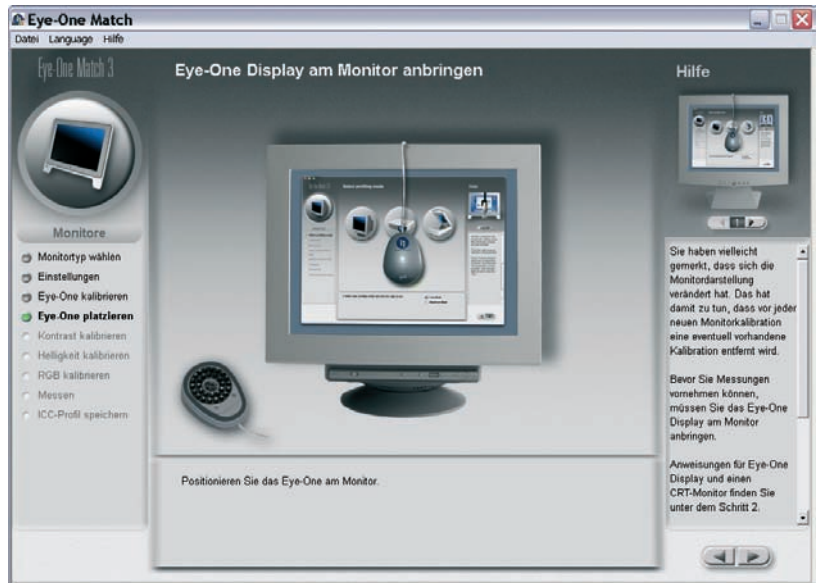 Eye-One Match
Datei Language Hilfe
Eye-One Match 3
Monitore
Monitortyp wählen
Einstellungen
Eye-One kalibrieren
Eye-One platzieren
Kontrast kalibrieren
Helligkeit kalibrieren
RGB kalibrieren
Messen
ICC-Profil speichern
Eye-One Display am Monitor anbringen
Positionieren Sie das Eye-One am Monitor.
Hilfe
1
Sie haben vielleicht
gemerkt, dass sich die
Monitordarstellung
verändert hat. Das hat
damit zu tun, dass vor jeder
neuen Monitorkalibration
eine eventuell vorhandene
Kalibration entfernt wird.
Bevor Sie Messungen
vornehmen können,
müssen Sie das Eye-One
Display am Monitor
anbringen.
Anweisungen für Eye-One
Display und einen
CRT-Monitor finden Sie
unter dem Schritt 2.